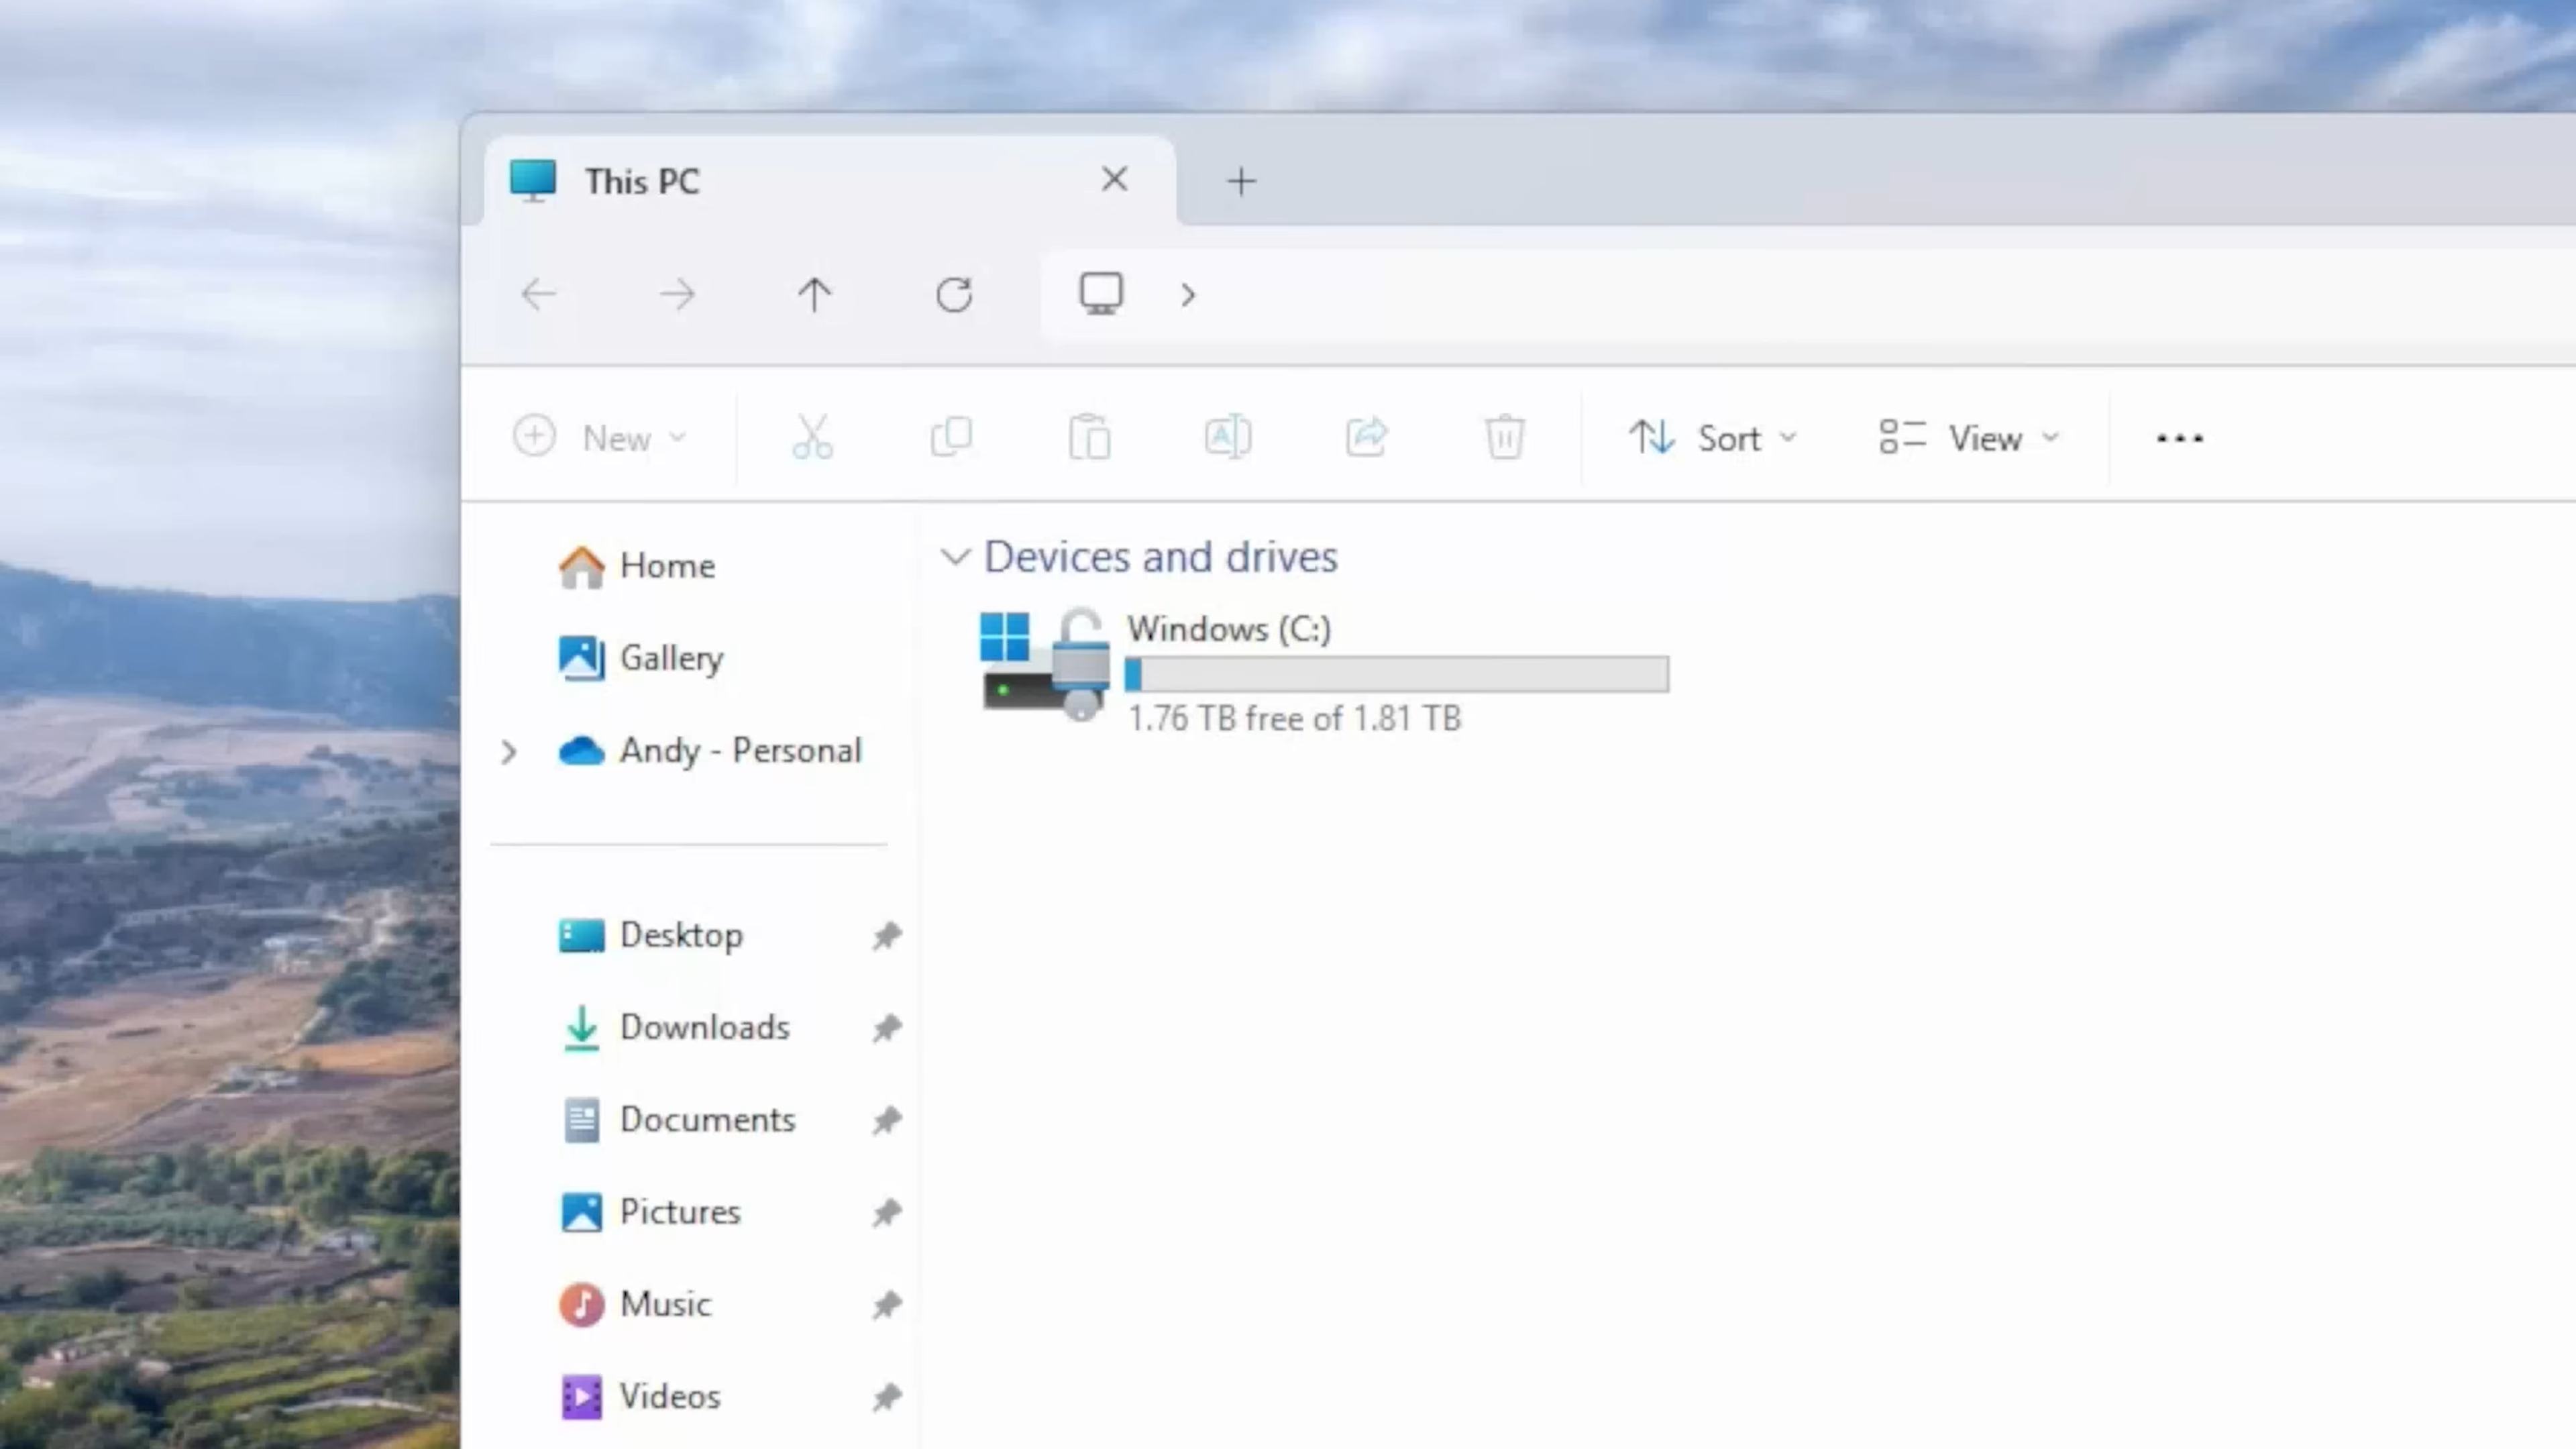 This PC
New
Sort
View
Home
Gallery
Andy - Personal
Desktop
Downloads
Documents
Pictures
Music
Videos
Devices and drives
Windows (C:)
1.76 TB free of 1.81 TB